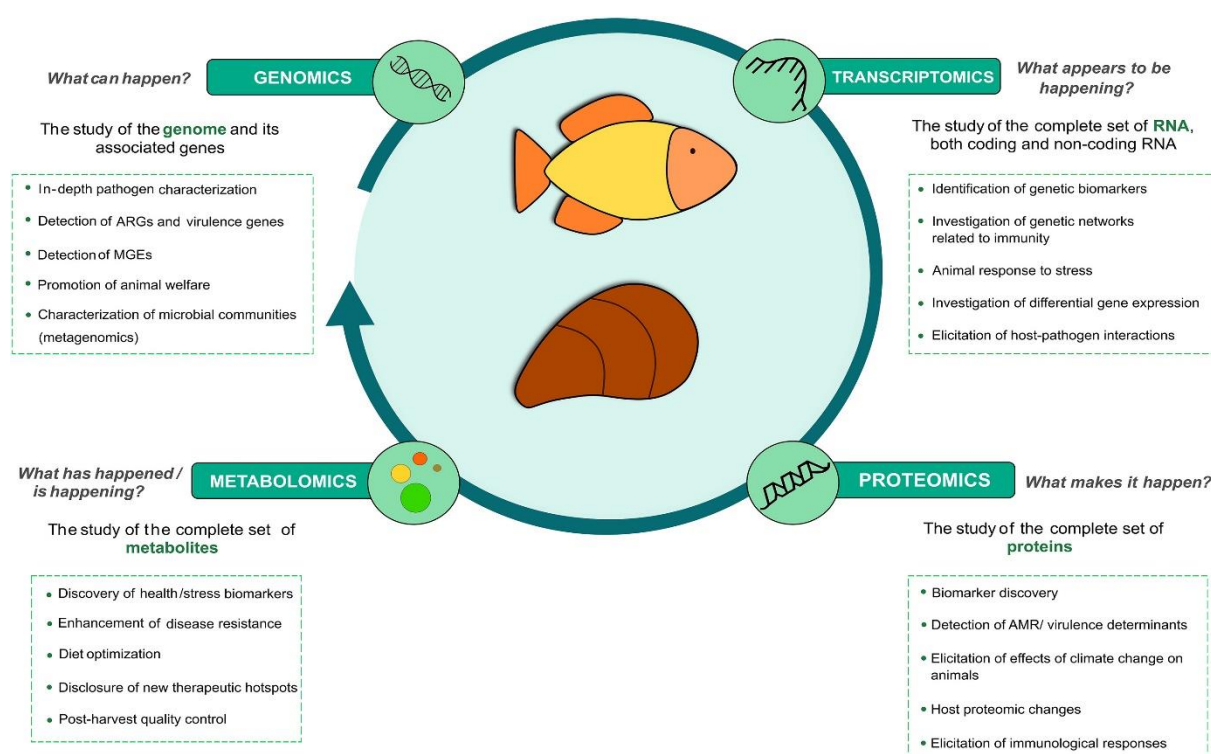 What can happen?
GENOMICS
The study of the genome and its
associated genes
In-depth pathogen characterization
Detection of ARGs and virulence genes
Detection of MGEs
Promotion of animal welfare
Characterization of microbial communities
(metagenomics)
TRANSCRIPTOMICS
What appears to be
happening?
The study of the complete set of RNA,
both coding and non-coding RNA
Identification of genetic biomarkers
Investigation of genetic networks
related to immunity
Animal response to stress
Investigation of differential gene expression
Elicitation of host-pathogen interactions
What has happened /
is happening?
METABOLOMICS
The study of the complete set of
metabolites
Discovery of health/stress biomarkers
Enhancement of disease resistance
Diet optimization
Disclosure of new therapeutic hotspots
Post-harvest quality control
PROTEOMICS
What makes it happen?
The study of the complete set of
proteins
Biomarker discovery
Detection of AMR/ virulence determinants
Elicitation of effects of climate change on
animals
Host proteomic changes
Elicitation of immunological responses